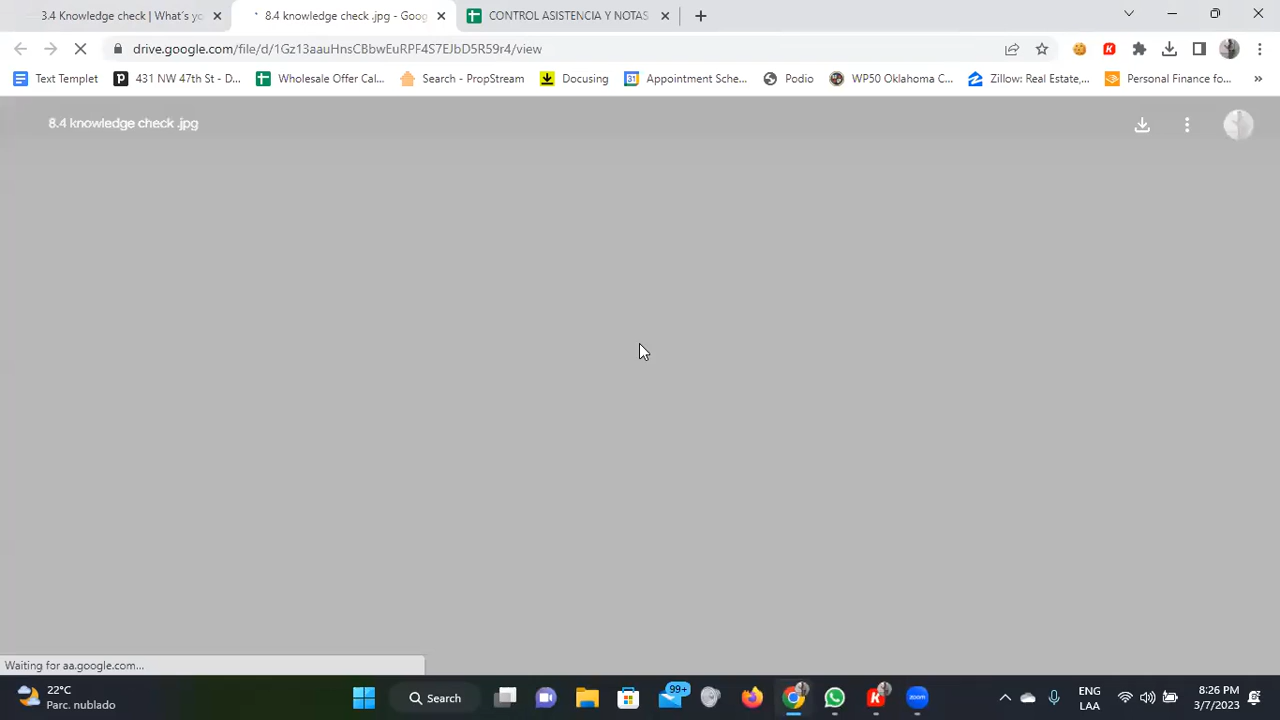 3.4 Knowledge check | What's yo
8.4 knowledge check .jpg - Goog
CONTROL ASISTENCIA Y NOTAS
drive.google.com/file/d/1Gz13aauHnsCBbwEuRPF4S7EJbD5R59r4/view
Text Templet
431 NW 47th St - D...
Wholesale Offer Cal...
Search - PropStream
Docusing
31
Appointment Sche...
Podio
WP50 Oklahoma C...
Zillow: Real Estate,...
Personal Finance fo...
8.4 knowledge check .jpg
Waiting for aa.google.com...
22°C
Parc. nublado
Search
99+
zoom
ENG
LAA
8:26 PM
3/7/2023